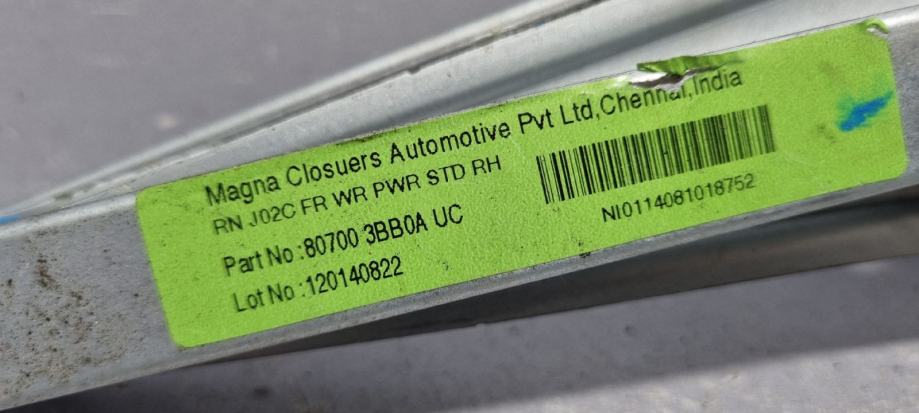 Magna Closuers Automotive Pvt Ltd,Chennai,India
RN J02C FR WR PWR STD RH
Part No :80700 3BB0A UC
Lot No :120140822
NI0114081018752